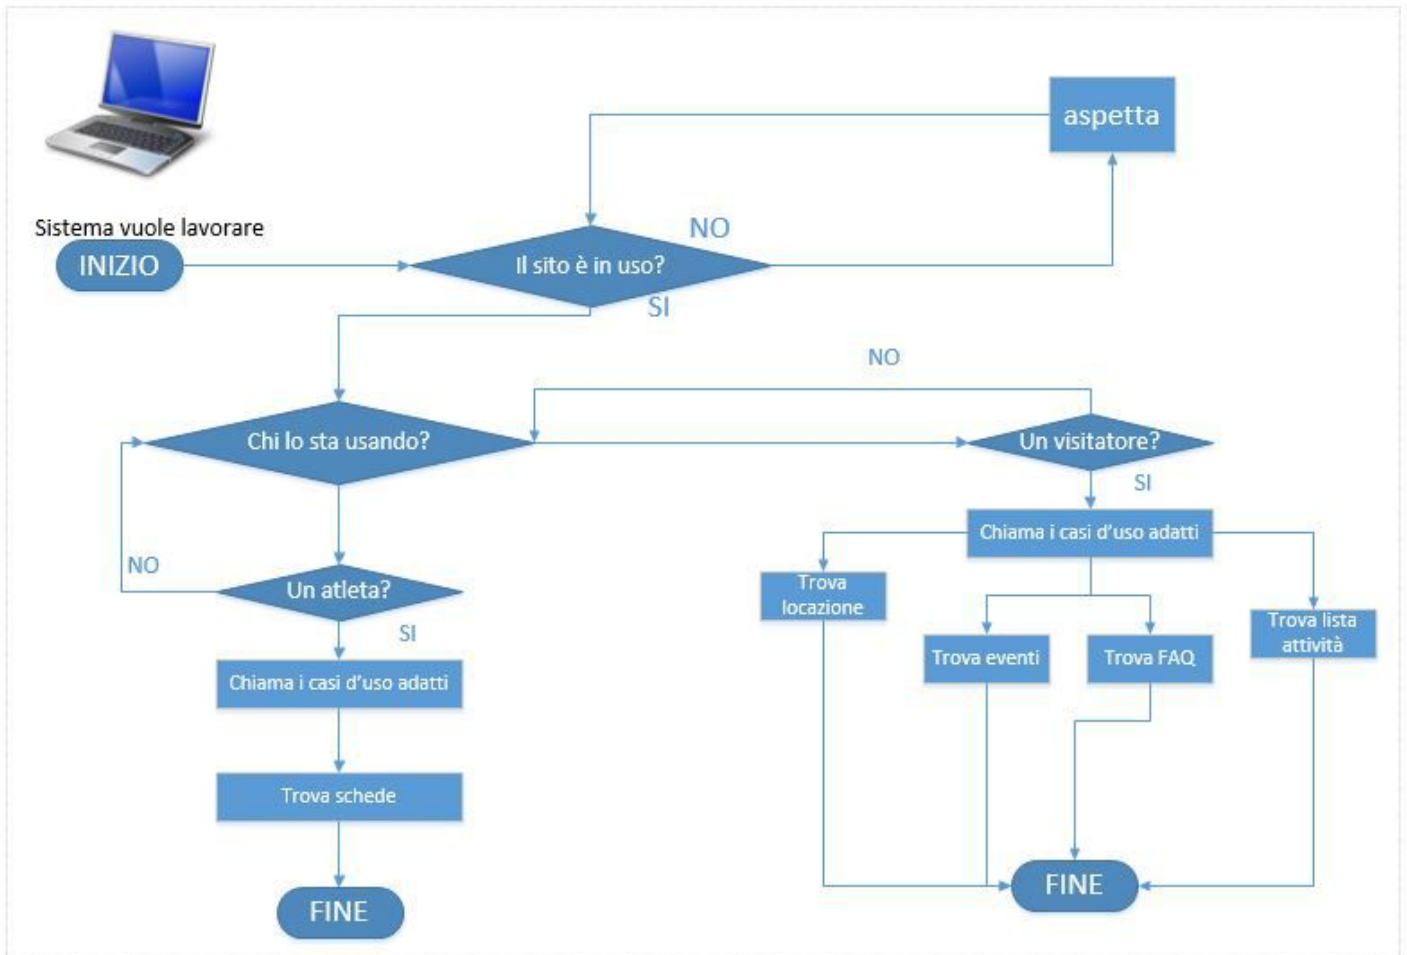 aspetta
Sistema vuole lavorare
NO
INIZIO
Il sito è in uso?
SI
NO
Chi lo sta usando?
Un visitatore?
SI
Chiama i casi d'uso adatti
NO
Un atleta?
Trova
locazione
SI
Trova eventi
Trova FAQ
Trova lista
attività
Chiama i casi d'uso adatti
Trova schede
FINE
FINE